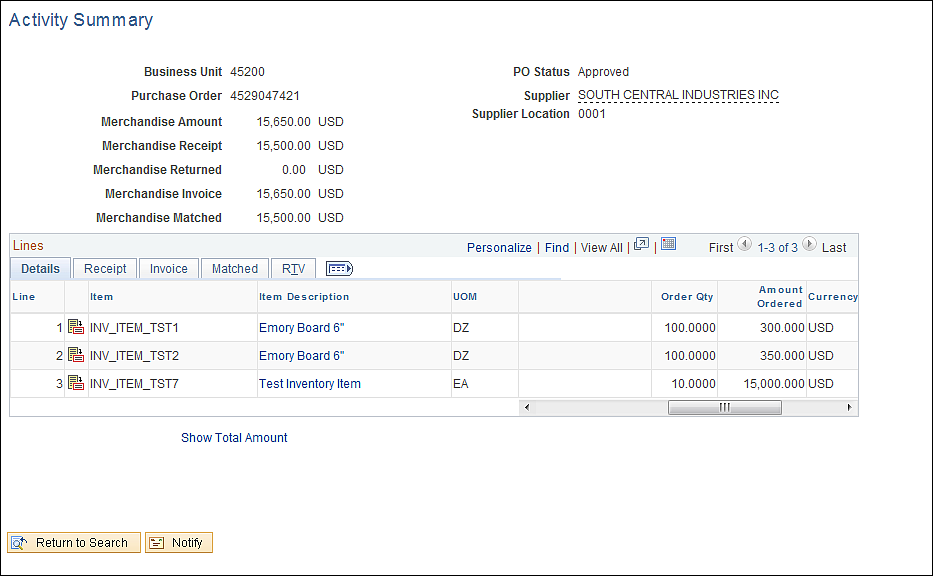 Activity Summary
Business Unit 45200
PO Status Approved
Purchase Order 4529047421
Supplier SOUTH CENTRAL INDUSTRIES INC
Supplier Location 0001
Merchandise Amount 15,650.00 USD
Merchandise Receipt 15,500.00 USD
Merchandise Returned 0.00 USD
Merchandise Invoice 15,650.00 USD
Merchandise Matched 15,500.00 USD
Lines Personalize | Find | View All | | First 1-3 of 3 Last
Details Receipt Invoice Matched RTV
Line Item Item Description UOM Order Qty Amount Ordered Currency
1 INV_ITEM_TST1 Emory Board 6" DZ 100.0000 300.000 USD
2 INV_ITEM_TST2 Emory Board 6" DZ 100.0000 350.000 USD
3 INV_ITEM_TST7 Test Inventory Item EA 10.0000 15,000.000 USD
Show Total Amount
Return to Search Notify